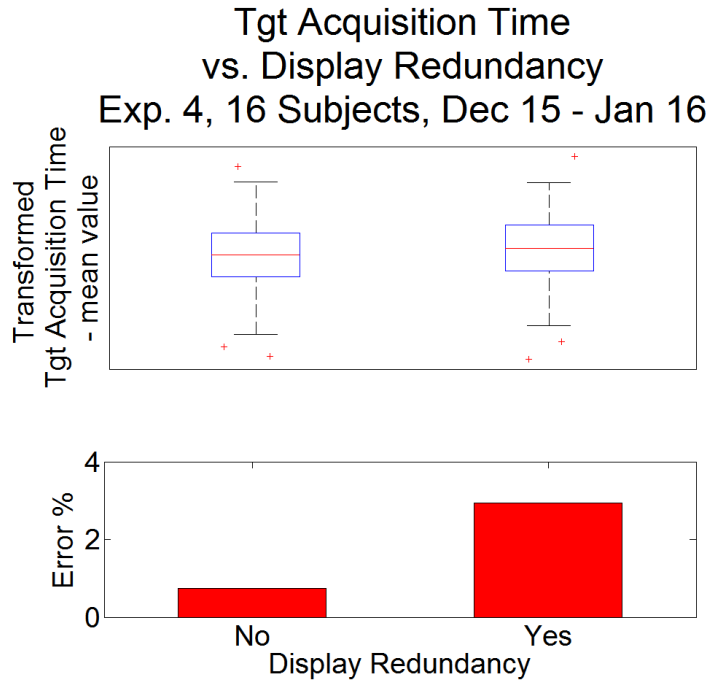 Tgt Acquisition Time
vs. Display Redundancy
Exp. 4, 16 Subjects, Dec 15 - Jan 16
Transformed
Tgt Acquisition Time
- mean value
4
2
0
Error %
No
Yes
Display Redundancy